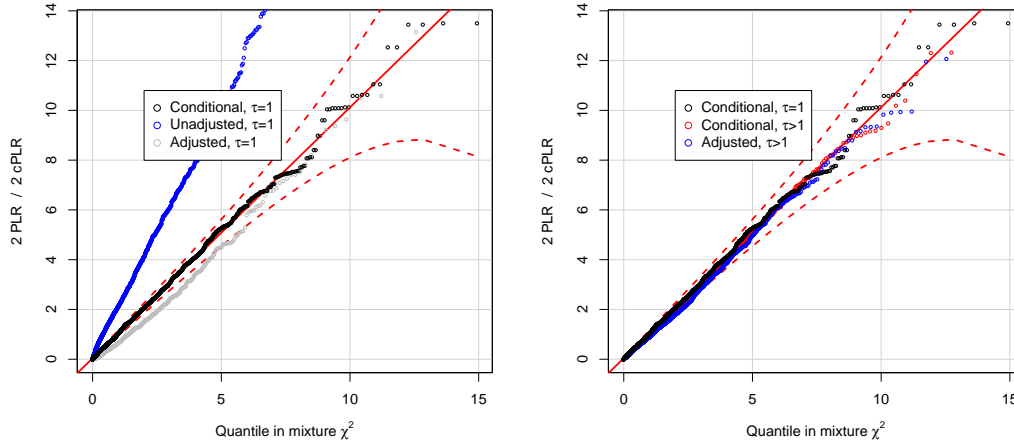 14
12
10
8
6
4
2
0
2 PLR / 2 cPLR
Conditional, τ=1
Unadjusted, τ=1
Adjusted, τ=1
0 5 10 15
Quantile in mixture χ²
14
12
10
8
6
4
2
0
2 PLR / 2 cPLR
Conditional, τ=1
Conditional, τ>1
Adjusted, τ>1
0 5 10 15
Quantile in mixture χ²